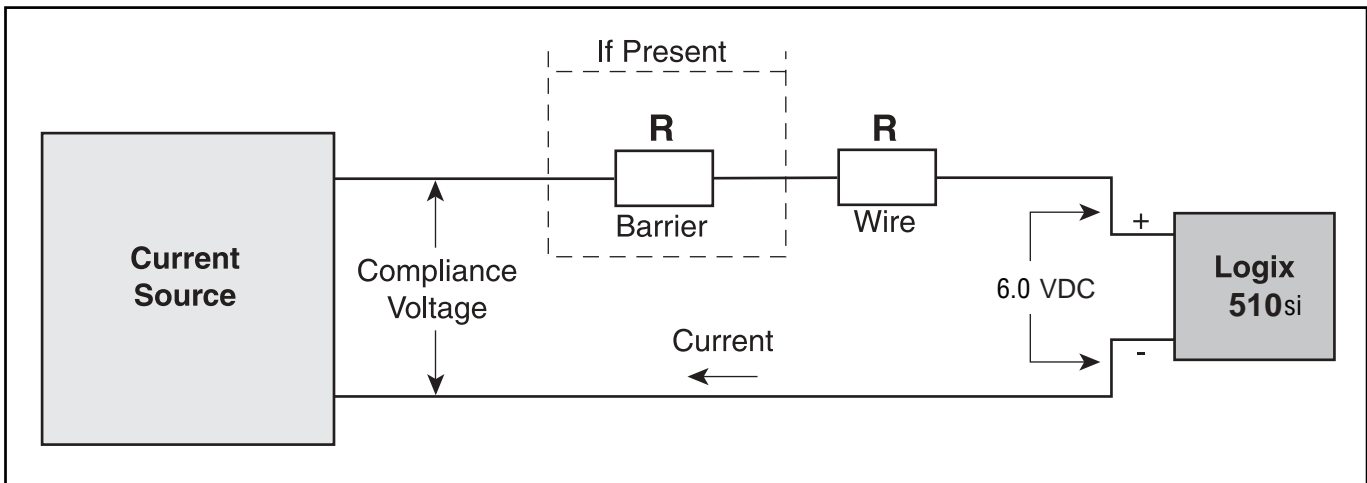 If Present
R
R
Barrier
Wire
Current
Source
Compliance
Voltage
6.0 VDC
+
-
Logix
510si
Current